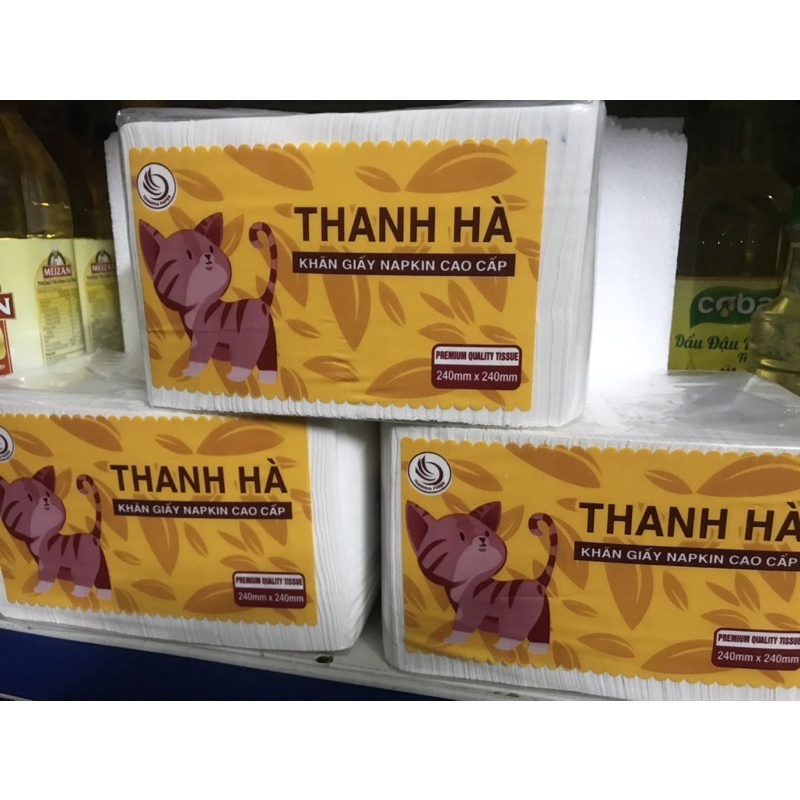 THANH HÀ
KHĂN GIẤY NAPKIN CAO CẤP
PREMIUM QUALITY TISSUE
240mm x 240mm
MEIZAN
MEIZAN
coba
Dầu Đậu
THANH HÀ
KHĂN GIẤY NAPKIN CAO CẤP
PREMIUM QUALITY TISSUE
240mm x 240mm
THANH HÀ
KHĂN GIẤY NAPKIN CAO CẤP
PREMIUM QUALITY TISSUE
240mm x 240mm